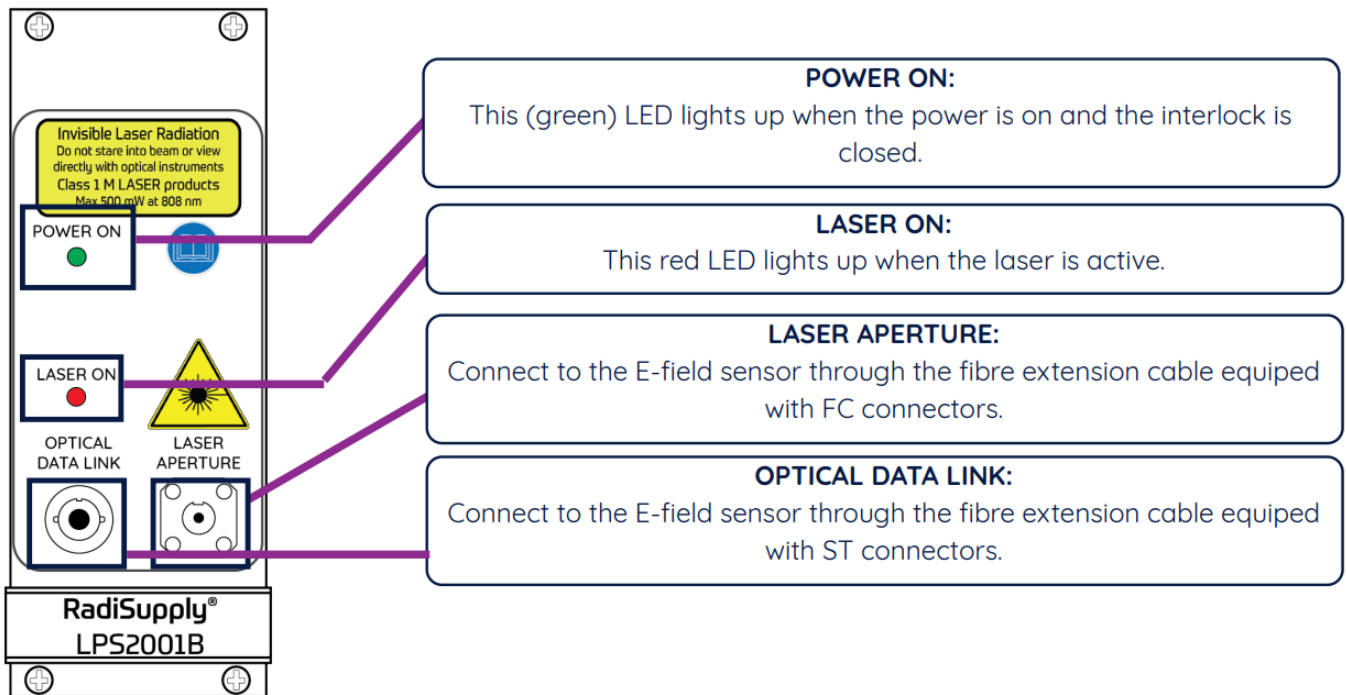 Invisible Laser Radiation
Do not stare into beam or view
directly with optical instruments
Class 1 M LASER products
Max 500 mW at 808 nm
POWER ON
LASER ON
OPTICAL
DATA LINK
LASER
APERTURE
RadiSupply®
LPS2001B
POWER ON:
This (green) LED lights up when the power is on and the interlock is
closed.
LASER ON:
This red LED lights up when the laser is active.
LASER APERTURE:
Connect to the E-field sensor through the fibre extension cable equiped
with FC connectors.
OPTICAL DATA LINK:
Connect to the E-field sensor through the fibre extension cable equiped
with ST connectors.